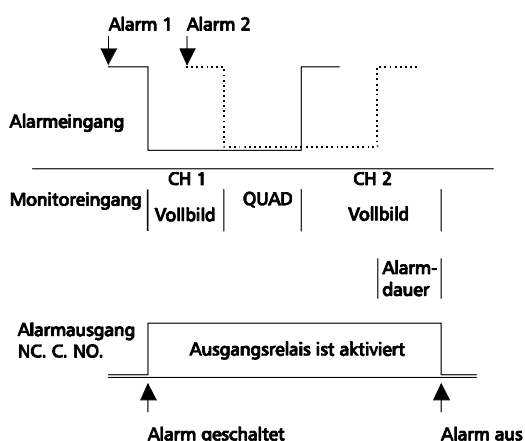 Alarm 1 Alarm 2
Alarmeingang
CH 1 CH 2
Monitoreingang Vollbild QUAD Vollbild
Alarm-
dauer
Alarmausgang
NC. C. NO.
Ausgangsrelais ist aktiviert
Alarm geschaltet Alarm aus